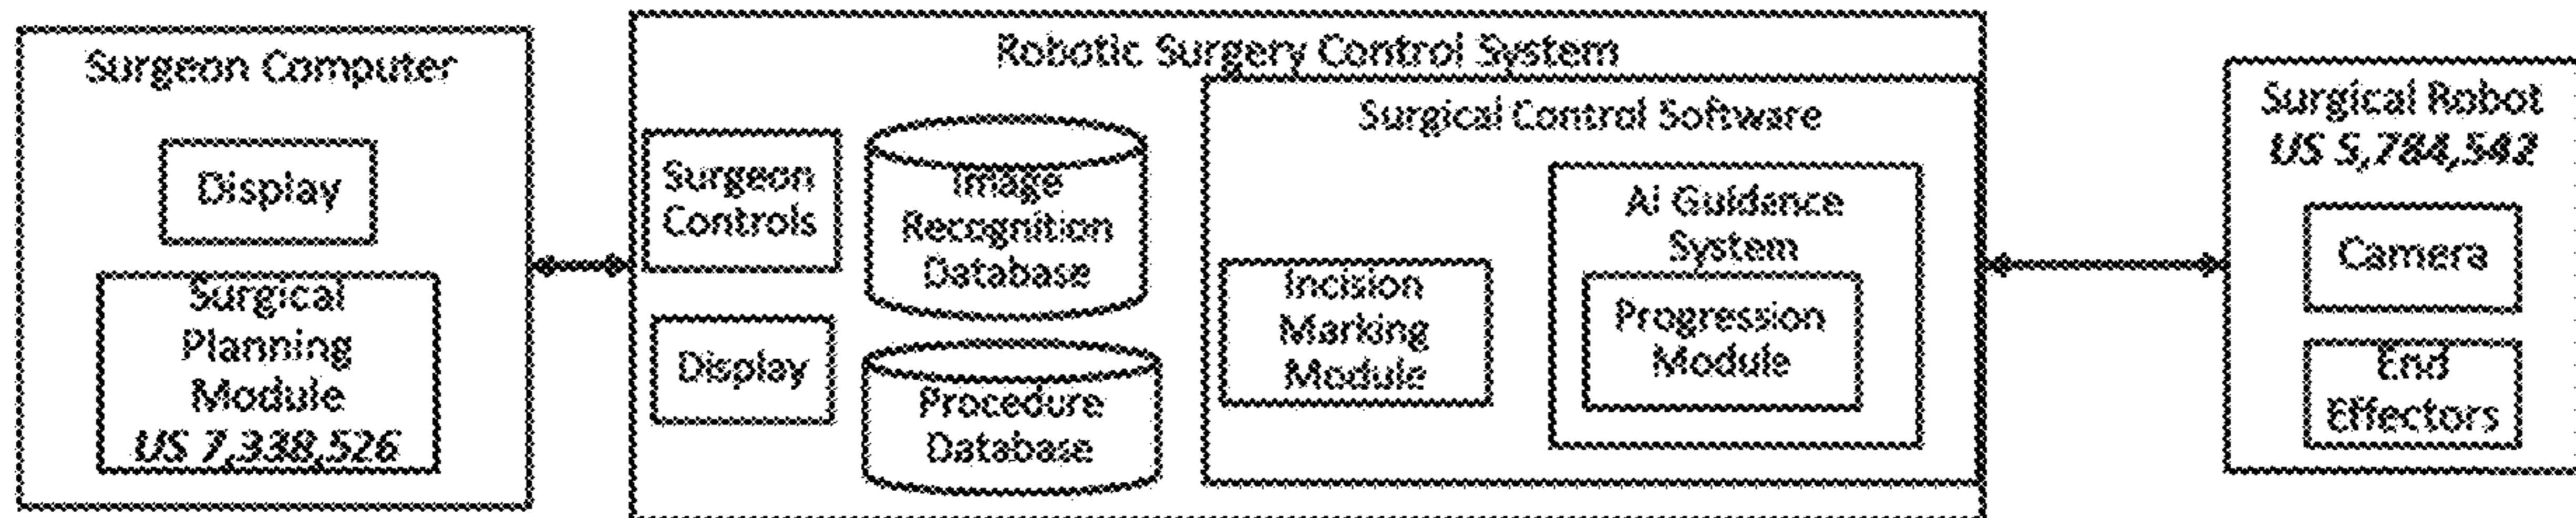 Surgeon Computer
Display
Surgical
Planning
Module
US 7,338,526
Robotic Surgery Control System
Surgeon
Controls
Display
Image
Recognition
Database
Procedure
Database
Surgical Control Software
Incision
Marking
Module
AI Guidance
System
Progression
Module
Surgical Robot
US 5,784,542
Camera
End
Effectors